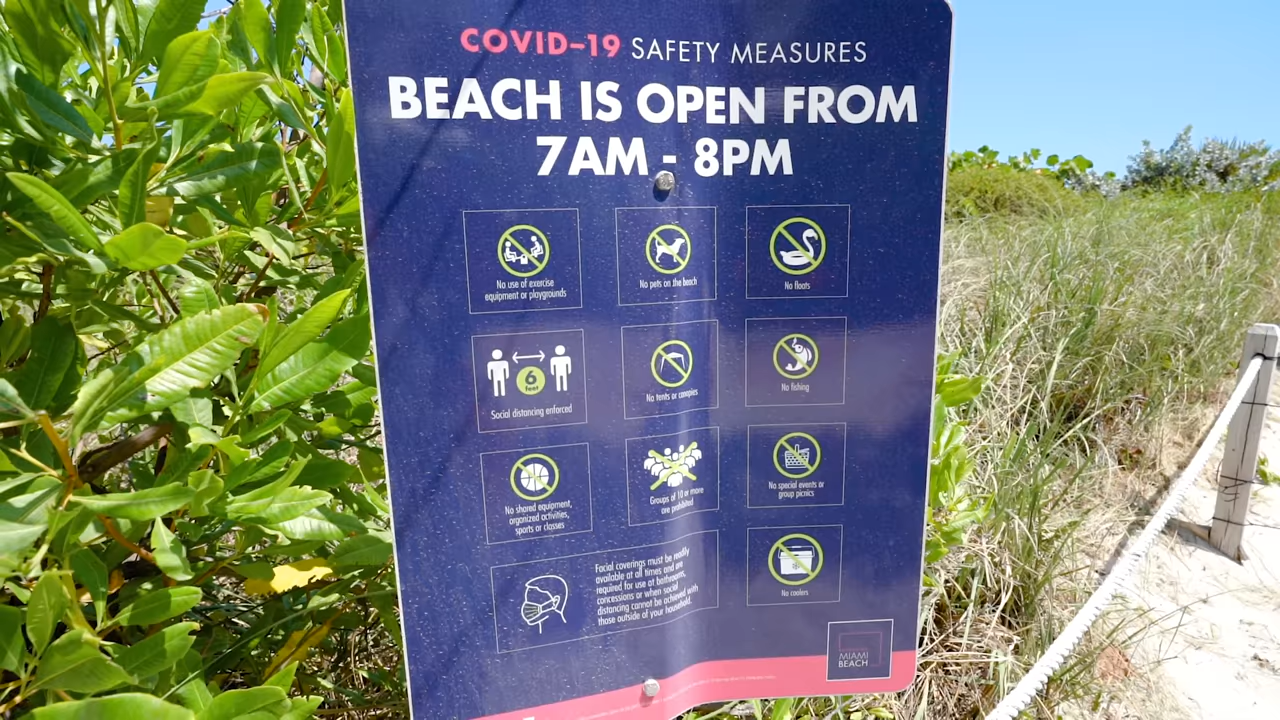 COVID-19 SAFETY MEASURES
BEACH IS OPEN FROM
7AM - 8PM
No use of exercise
equipment or playgrounds
No pets on the beach
No floats
6
feet
Social distancing enforced
No tents or canopies
No fishing
No shared equipment,
organized activities,
sports or classes
Groups of 10 or more
are prohibited
No special events or
group picnics
Facial coverings must be readily
available at all times and are
required for use at bathrooms,
concessions or when social
distancing cannot be achieved with
those outside of your household.
No coolers
MIAMI
BEACH